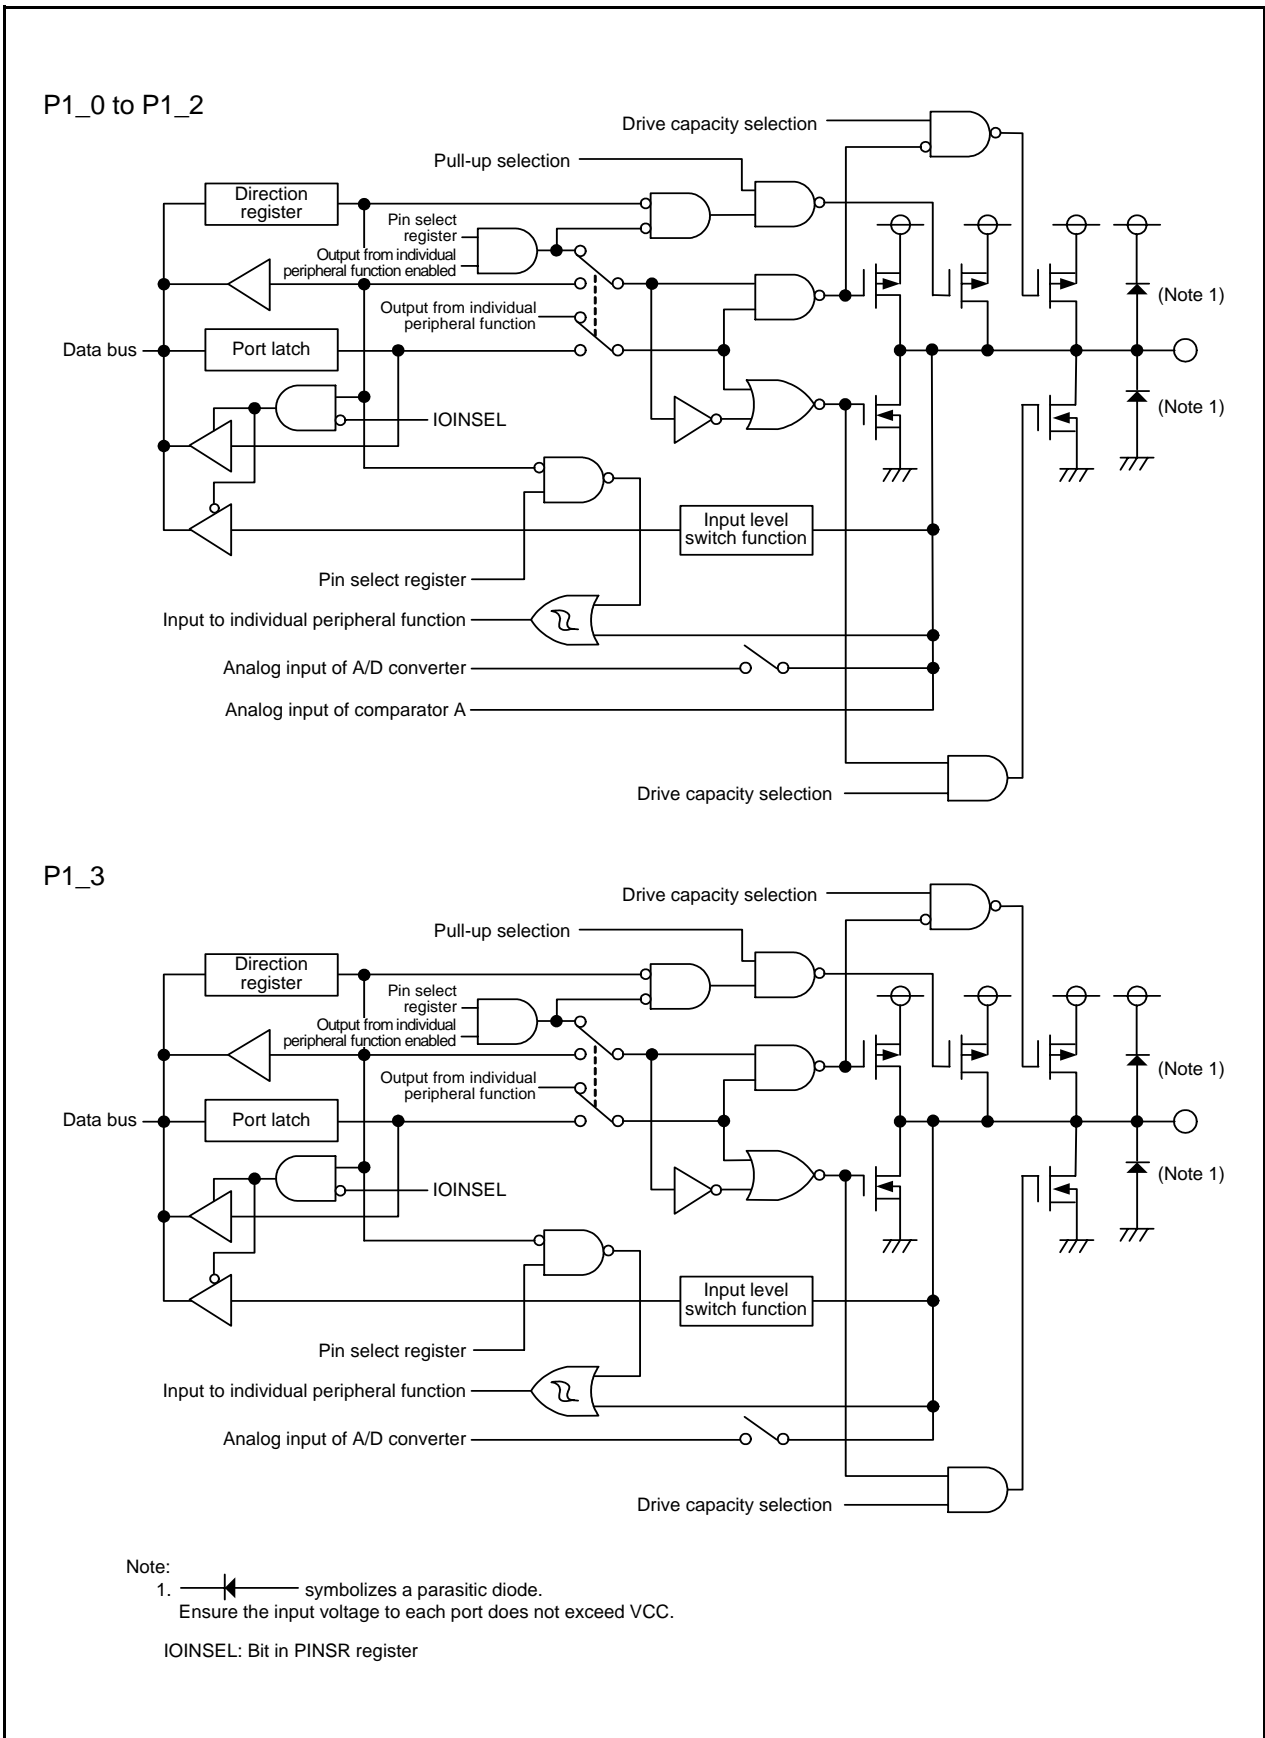 P1_0 to P1_2
Drive capacity selection
Pull-up selection
Direction
register
Pin select
register
Output from individual
peripheral function enabled
Output from individual
peripheral function
(Note 1)
Data bus
Port latch
(Note 1)
IOINSEL
Input level
switch function
Pin select register
Input to individual peripheral function
Analog input of A/D converter
Analog input of comparator A
Drive capacity selection
P1_3
Drive capacity selection
Pull-up selection
Direction
register
Pin select
register
Output from individual
peripheral function enabled
Output from individual
peripheral function
(Note 1)
Data bus
Port latch
(Note 1)
IOINSEL
Input level
switch function
Pin select register
Input to individual peripheral function
Analog input of A/D converter
Drive capacity selection
Note:
1. symbolizes a parasitic diode.
Ensure the input voltage to each port does not exceed VCC.
IOINSEL: Bit in PINSR register